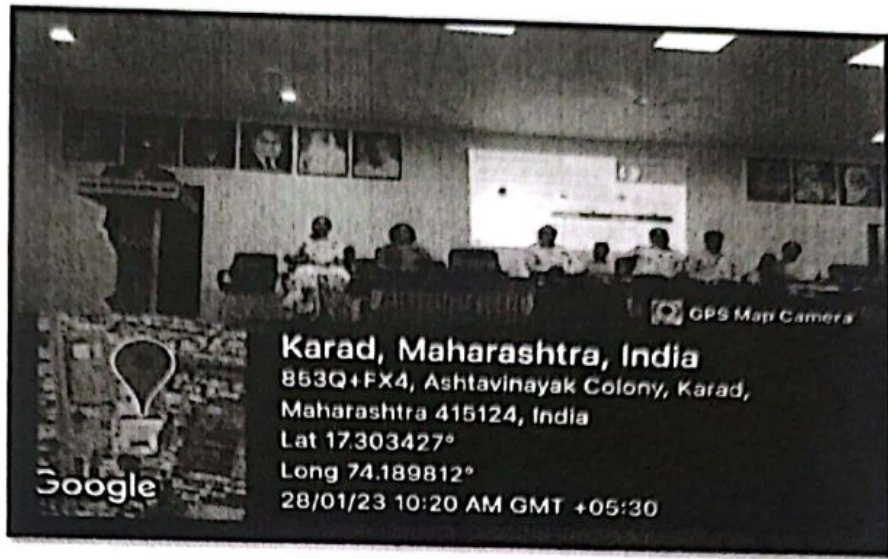 GPS Map Camera
Karad, Maharashtra, India
853Q+FX4, Ashtavinayak Colony, Karad,
Maharashtra 415124, India
Lat 17.303427°
Long 74.189812°
28/01/23 10:20 AM GMT +05:30
Google